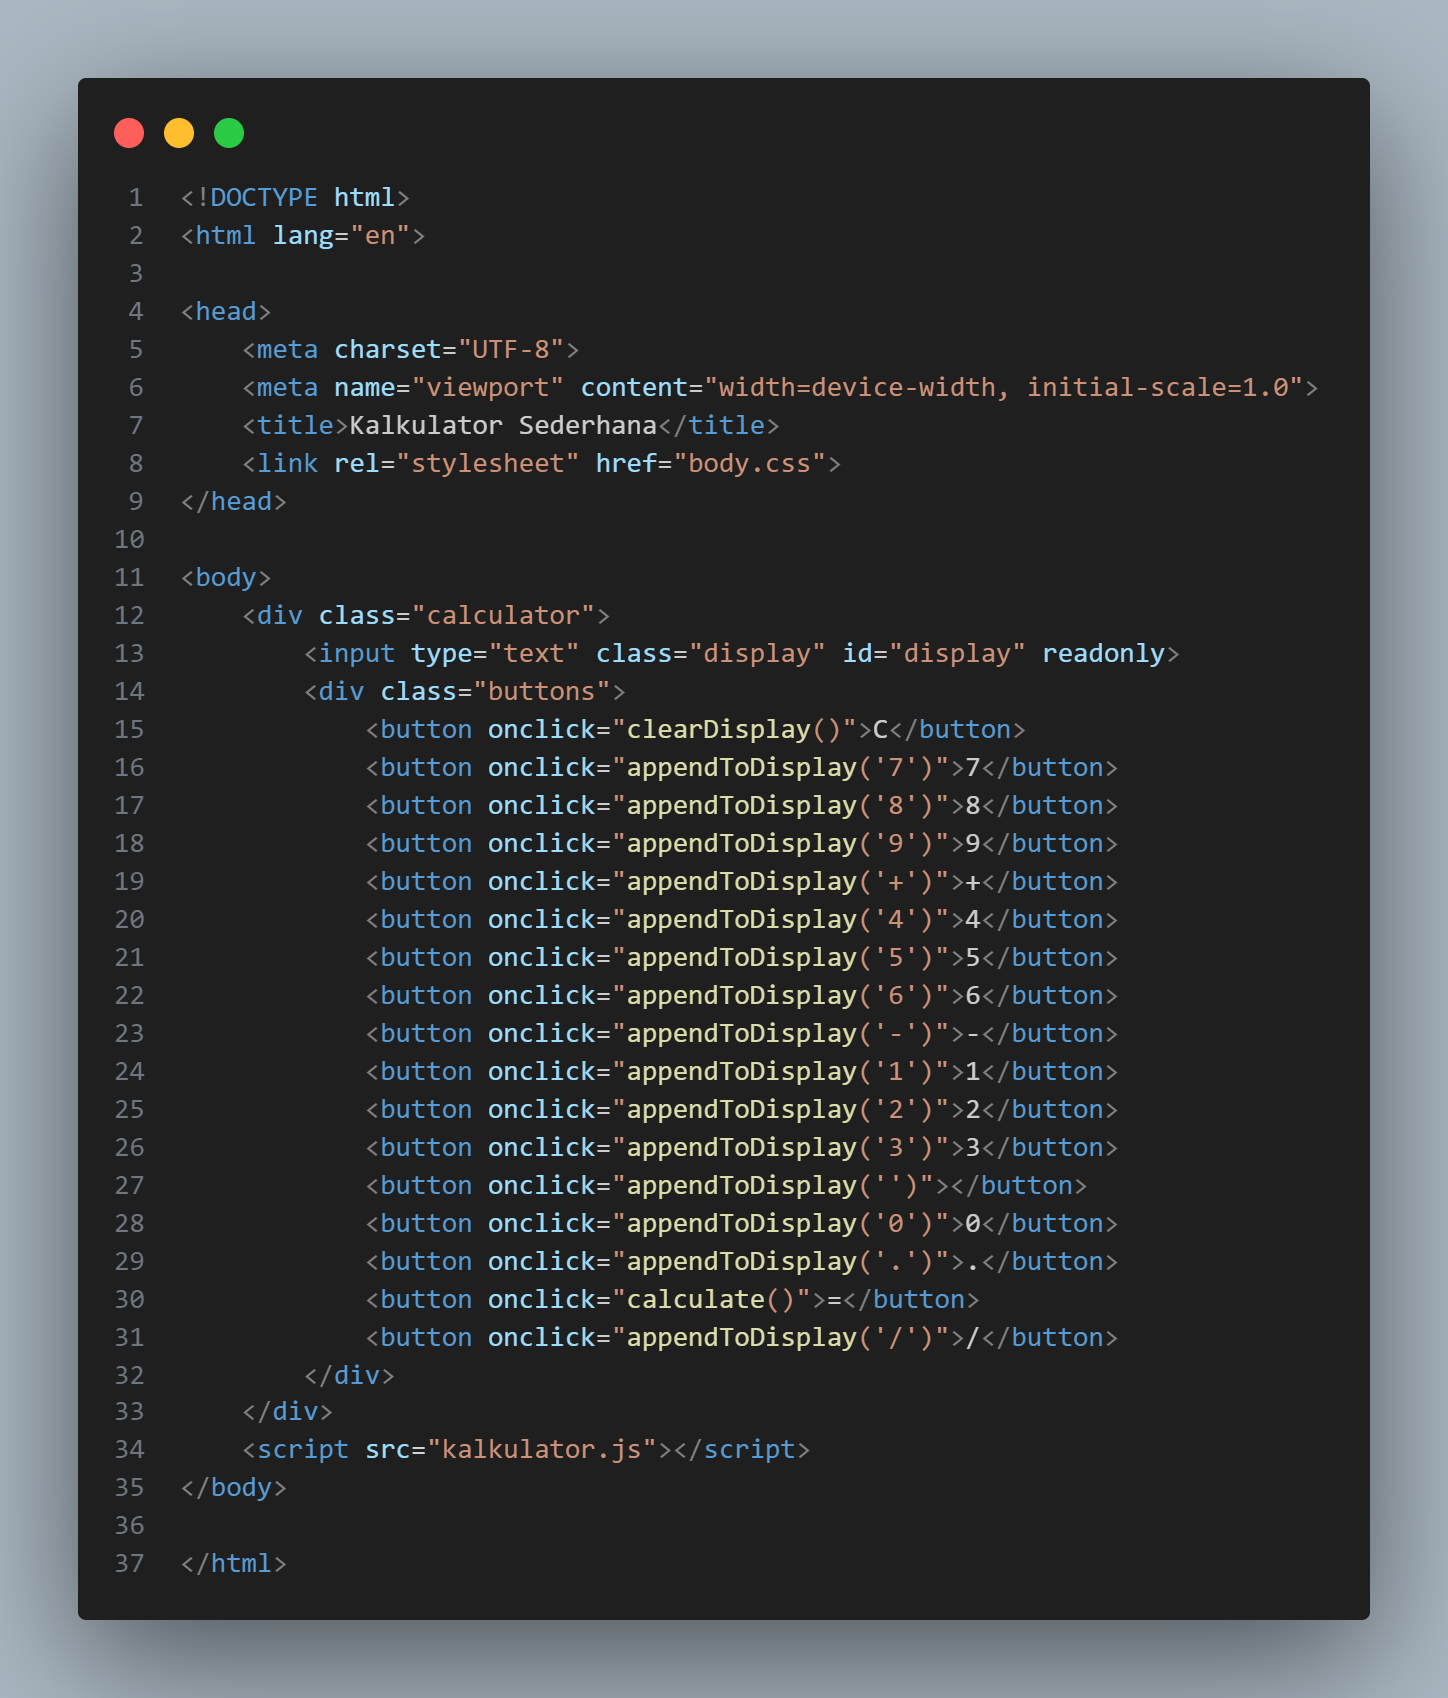 1 <!DOCTYPE html>
2 <html lang="en">
3
4 <head>
5     <meta charset="UTF-8">
6     <meta name="viewport" content="width=device-width, initial-scale=1.0">
7     <title>Kalkulator Sederhana</title>
8     <link rel="stylesheet" href="body.css">
9 </head>
10
11 <body>
12     <div class="calculator">
13         <input type="text" class="display" id="display" readonly>
14         <div class="buttons">
15             <button onclick="clearDisplay()">C</button>
16             <button onclick="appendToDisplay('7')">7</button>
17             <button onclick="appendToDisplay('8')">8</button>
18             <button onclick="appendToDisplay('9')">9</button>
19             <button onclick="appendToDisplay('+')">+</button>
20             <button onclick="appendToDisplay('4')">4</button>
21             <button onclick="appendToDisplay('5')">5</button>
22             <button onclick="appendToDisplay('6')">6</button>
23             <button onclick="appendToDisplay('-')">-</button>
24             <button onclick="appendToDisplay('1')">1</button>
25             <button onclick="appendToDisplay('2')">2</button>
26             <button onclick="appendToDisplay('3')">3</button>
27             <button onclick="appendToDisplay('')"></button>
28             <button onclick="appendToDisplay('0')">0</button>
29             <button onclick="appendToDisplay('.')">.</button>
30             <button onclick="calculate()">=</button>
31             <button onclick="appendToDisplay('/')">/</button>
32         </div>
33     </div>
34     <script src="kalkulator.js"></script>
35 </body>
36
37 </html>